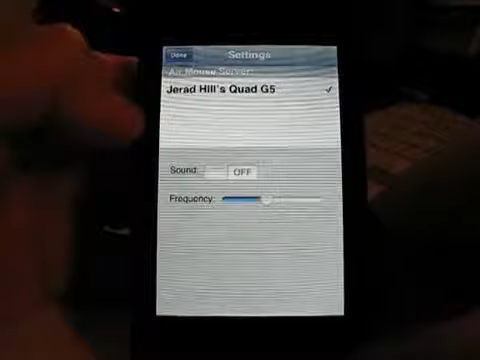 Done
Settings
Air Mouse Server:
Jerad Hill's Quad G5
Sound:
OFF
Frequency: